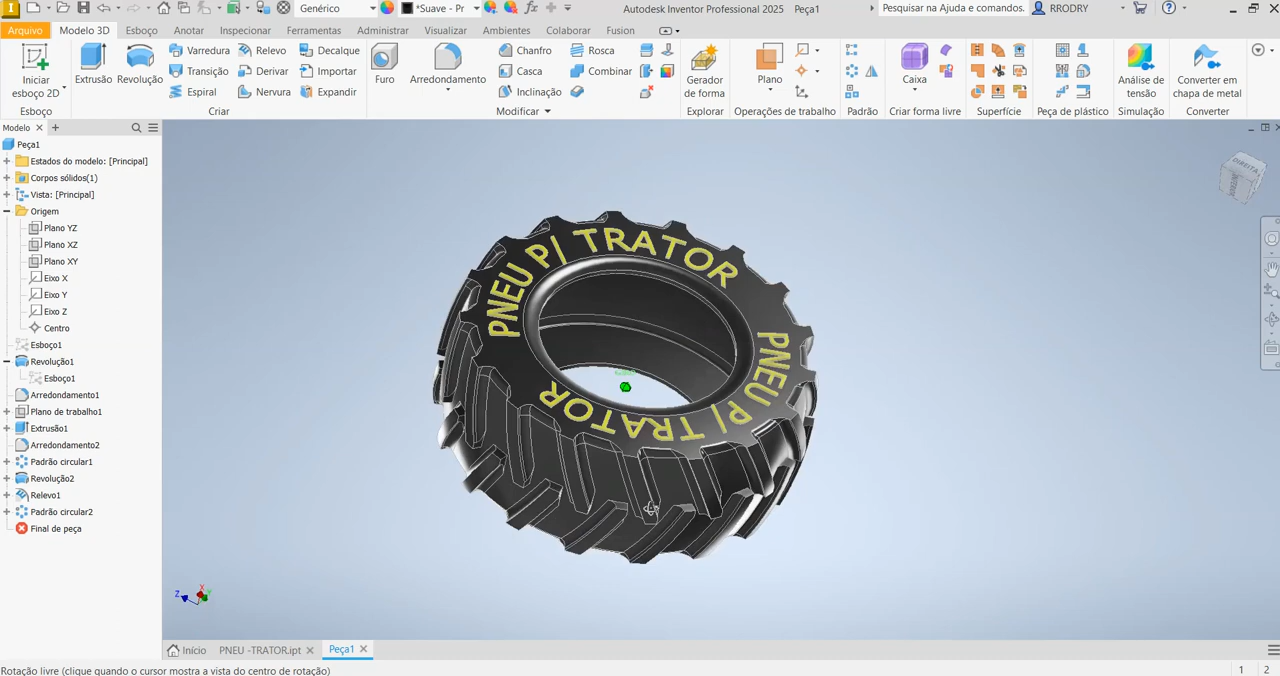 Genérico
*Suave - Pr
Autodesk Inventor Professional 2025 Peça1
Pesquisar na Ajuda e comandos.
RRODRY
Arquivo Modelo 3D Esboço Anotar Inspecionar Ferramentas Administrar Visualizar Ambientes Colaborar Fusion
Iniciar
esboço 2D
Extrusão Revolução
Varredura Relevo Decalque
Transição Derivar Importar
Espiral Nervura Expandir
Furo Arredondamento
Chanfro Rosca
Casca Combinar
Inclinação
Gerador
de forma
Plano
Caixa
Análise de
tensão
Converter em
chapa de metal
Esboço Criar Modificar Explorar Operações de trabalho Padrão Criar forma livre Superfície Peça de plástico Simulação Converter
Modelo
Peça1
Estados do modelo: [Principal]
Corpos sólidos(1)
Vista: [Principal]
Origem
Plano YZ
Plano XZ
Plano XY
Eixo X
Eixo Y
Eixo Z
Centro
Esboço1
Revolução1
Esboço1
Arredondamento1
Plano de trabalho1
Extrusão1
Arredondamento2
Padrão circular1
Revolução2
Relevo1
Padrão circular2
Final de peça
DIREITA
PNEU P/ TRATOR
PNEU P/ TRATOR
X
Z
Início PNEU -TRATOR.ipt Peça1
Rotação livre (clique quando o cursor mostra a vista do centro de rotação)
1 2